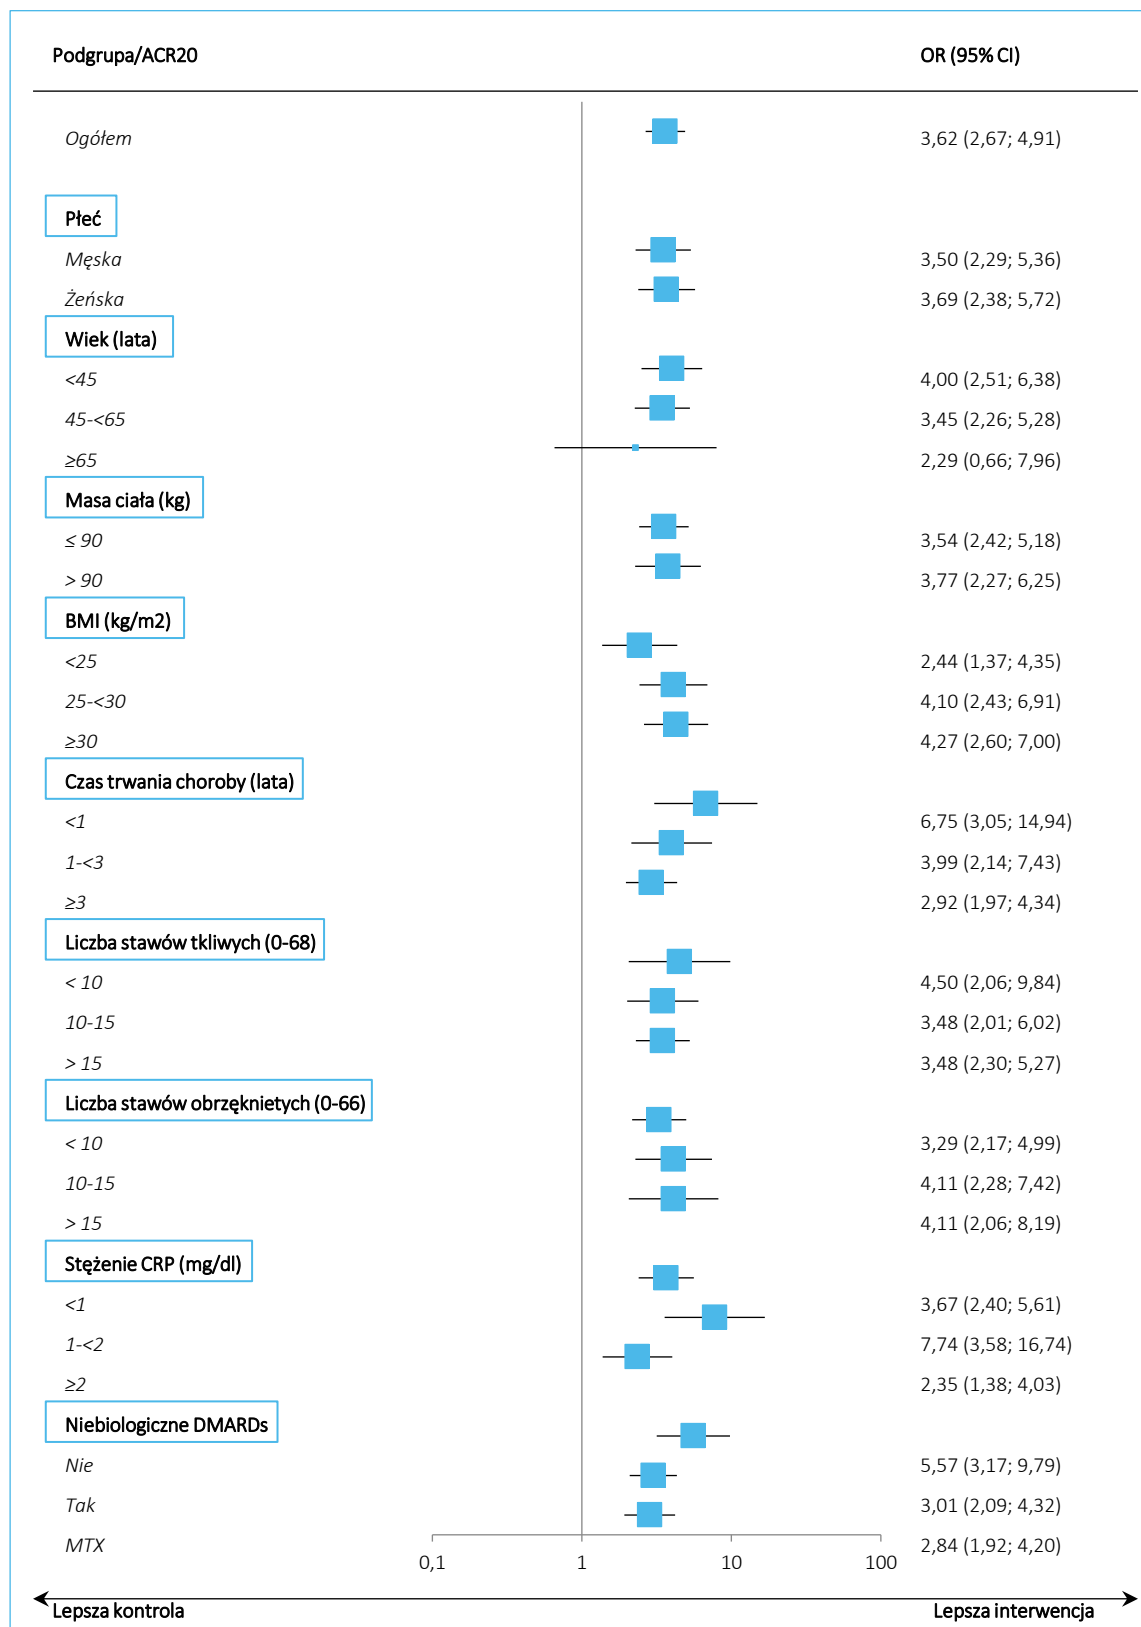 Podgrupa/ACR20 OR (95% CI)
Ogółem 3,62 (2,67; 4,91)
Płeć
Męska 3,50 (2,29; 5,36)
Żeńska 3,69 (2,38; 5,72)
Wiek (lata)
<45 4,00 (2,51; 6,38)
45-<65 3,45 (2,26; 5,28)
≥65 2,29 (0,66; 7,96)
Masa ciała (kg)
≤ 90 3,54 (2,42; 5,18)
> 90 3,77 (2,27; 6,25)
BMI (kg/m2)
<25 2,44 (1,37; 4,35)
25-<30 4,10 (2,43; 6,91)
≥30 4,27 (2,60; 7,00)
Czas trwania choroby (lata)
<1 6,75 (3,05; 14,94)
1-<3 3,99 (2,14; 7,43)
≥3 2,92 (1,97; 4,34)
Liczba stawów tkliwych (0-68)
< 10 4,50 (2,06; 9,84)
10-15 3,48 (2,01; 6,02)
> 15 3,48 (2,30; 5,27)
Liczba stawów obrzękniętych (0-66)
< 10 3,29 (2,17; 4,99)
10-15 4,11 (2,28; 7,42)
> 15 4,11 (2,06; 8,19)
Stężenie CRP (mg/dl)
<1 3,67 (2,40; 5,61)
1-<2 7,74 (3,58; 16,74)
≥2 2,35 (1,38; 4,03)
Niebiologiczne DMARDs
Nie 5,57 (3,17; 9,79)
Tak 3,01 (2,09; 4,32)
MTX 2,84 (1,92; 4,20)
0,1 1 10 100
Lepsza kontrola Lepsza interwencja